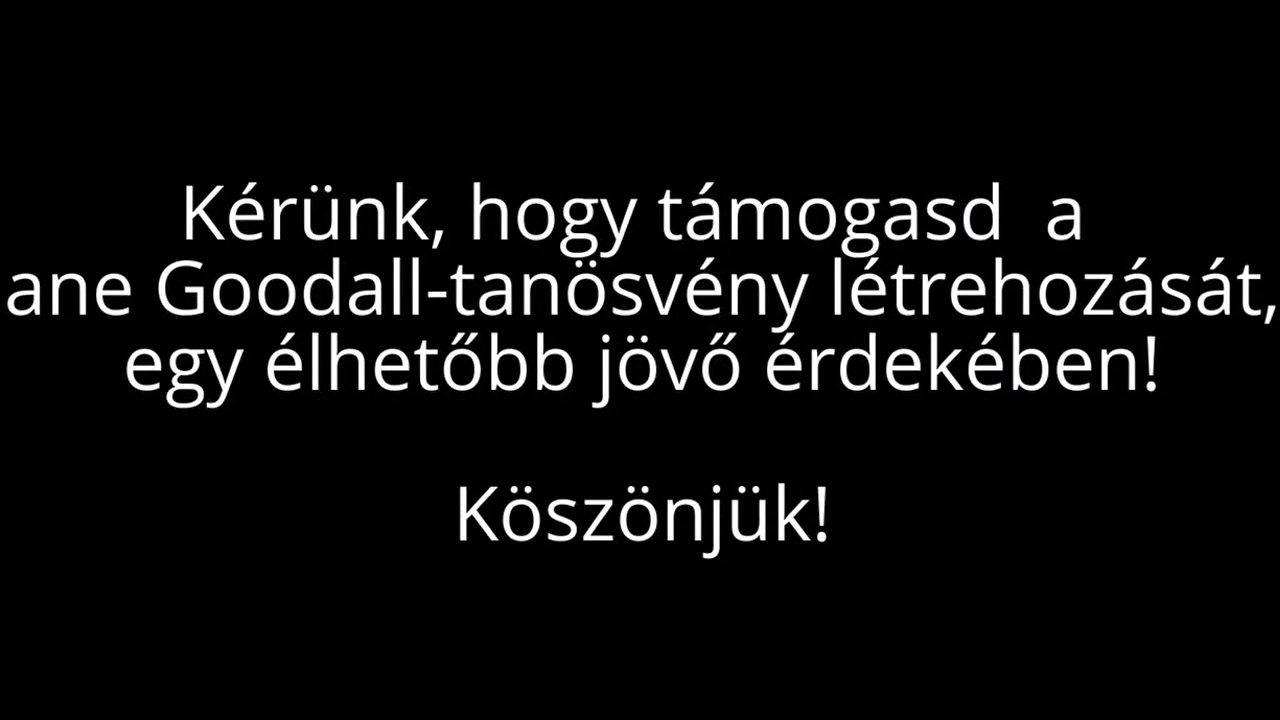 Kérünk, hogy támogasd a
ane Goodall-tanösvény létrehozását,
egy élhetőbb jövő érdekében!
Köszönjük!